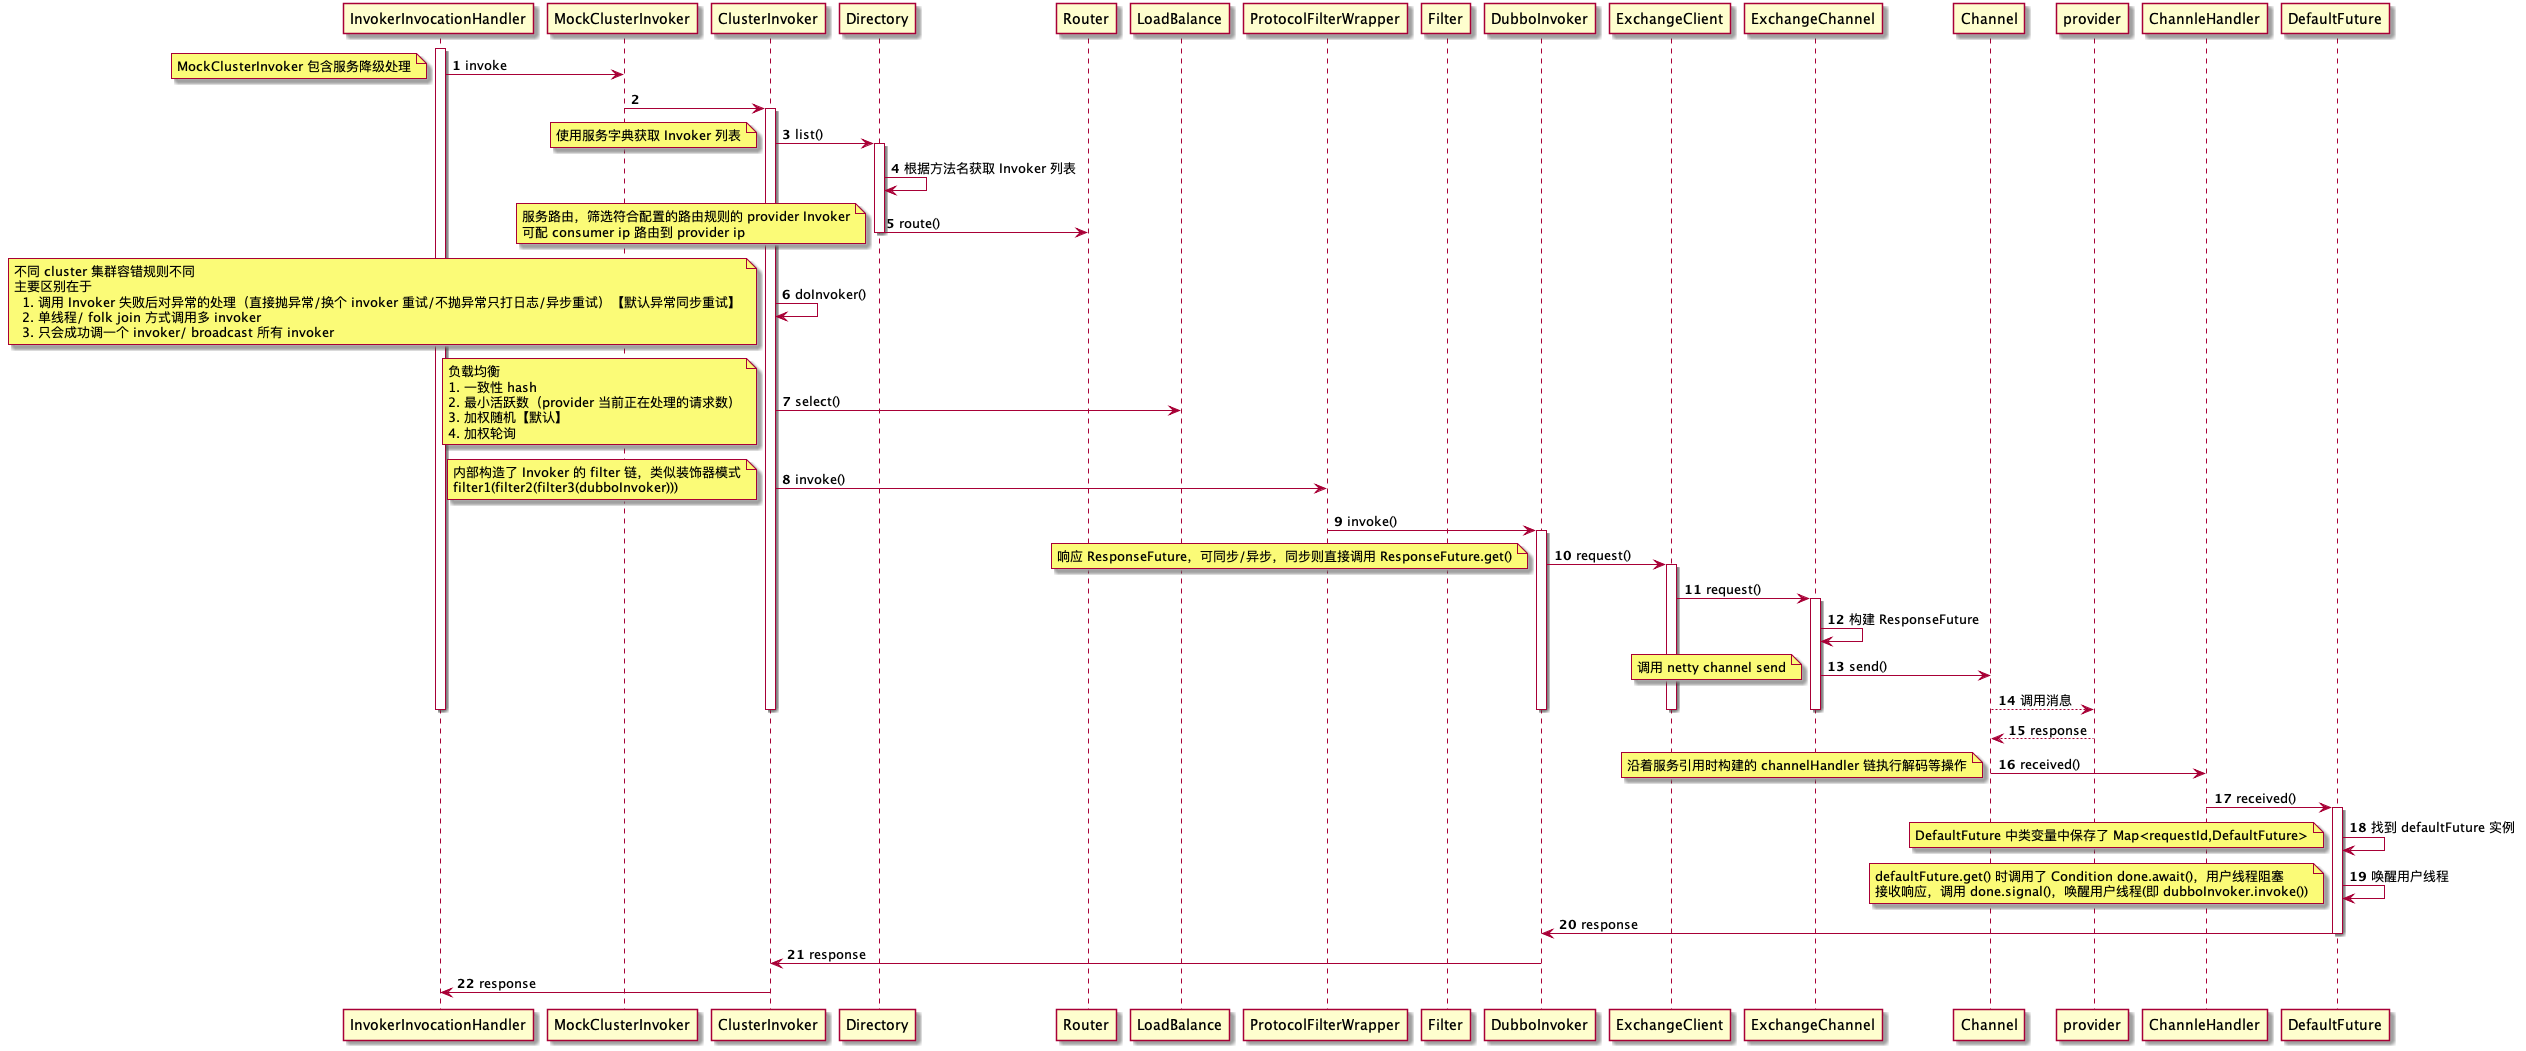 InvokerInvocationHandler
MockClusterInvoker
ClusterInvoker
Directory
Router
LoadBalance
ProtocolFilterWrapper
Filter
DubboInvoker
ExchangeClient
ExchangeChannel
Channel
provider
ChannleHandler
DefaultFuture
MockClusterInvoker 包含服务降级处理
1 invoke
2
使用服务字典获取 Invoker 列表
3 list()
4 根据方法名获取 Invoker 列表
服务路由，筛选符合配置的路由规则的 provider Invoker
可配 consumer ip 路由到 provider ip
5 route()
不同 cluster 集群容错规则不同
主要区别在于
1. 调用 Invoker 失败后对异常的处理（直接抛异常/换个 invoker 重试/不抛异常只打日志/异步重试）【默认异常同步重试】
2. 单线程/ folk join 方式调用多 invoker
3. 只会成功调一个 invoker/ broadcast 所有 invoker
6 doInvoker()
负载均衡
1. 一致性 hash
2. 最小活跃数（provider 当前正在处理的请求数）
3. 加权随机【默认】
4. 加权轮询
7 select()
内部构造了 Invoker 的 filter 链，类似装饰器模式
filter1(filter2(filter3(dubboInvoker)))
8 invoke()
9 invoke()
响应 ResponseFuture，可同步/异步，同步则直接调用 ResponseFuture.get()
10 request()
11 request()
12 构建 ResponseFuture
调用 netty channel send
13 send()
14 调用消息
15 response
沿着服务引用时构建的 channelHandler 链执行解码等操作
16 received()
17 received()
DefaultFuture 中类变量中保存了 Map<requestId,DefaultFuture>
18 找到 defaultFuture 实例
defaultFuture.get() 时调用了 Condition done.await()，用户线程阻塞
接收响应，调用 done.signal()，唤醒用户线程(即 dubboInvoker.invoke())
19 唤醒用户线程
20 response
21 response
22 response
InvokerInvocationHandler
MockClusterInvoker
ClusterInvoker
Directory
Router
LoadBalance
ProtocolFilterWrapper
Filter
DubboInvoker
ExchangeClient
ExchangeChannel
Channel
provider
ChannleHandler
DefaultFuture